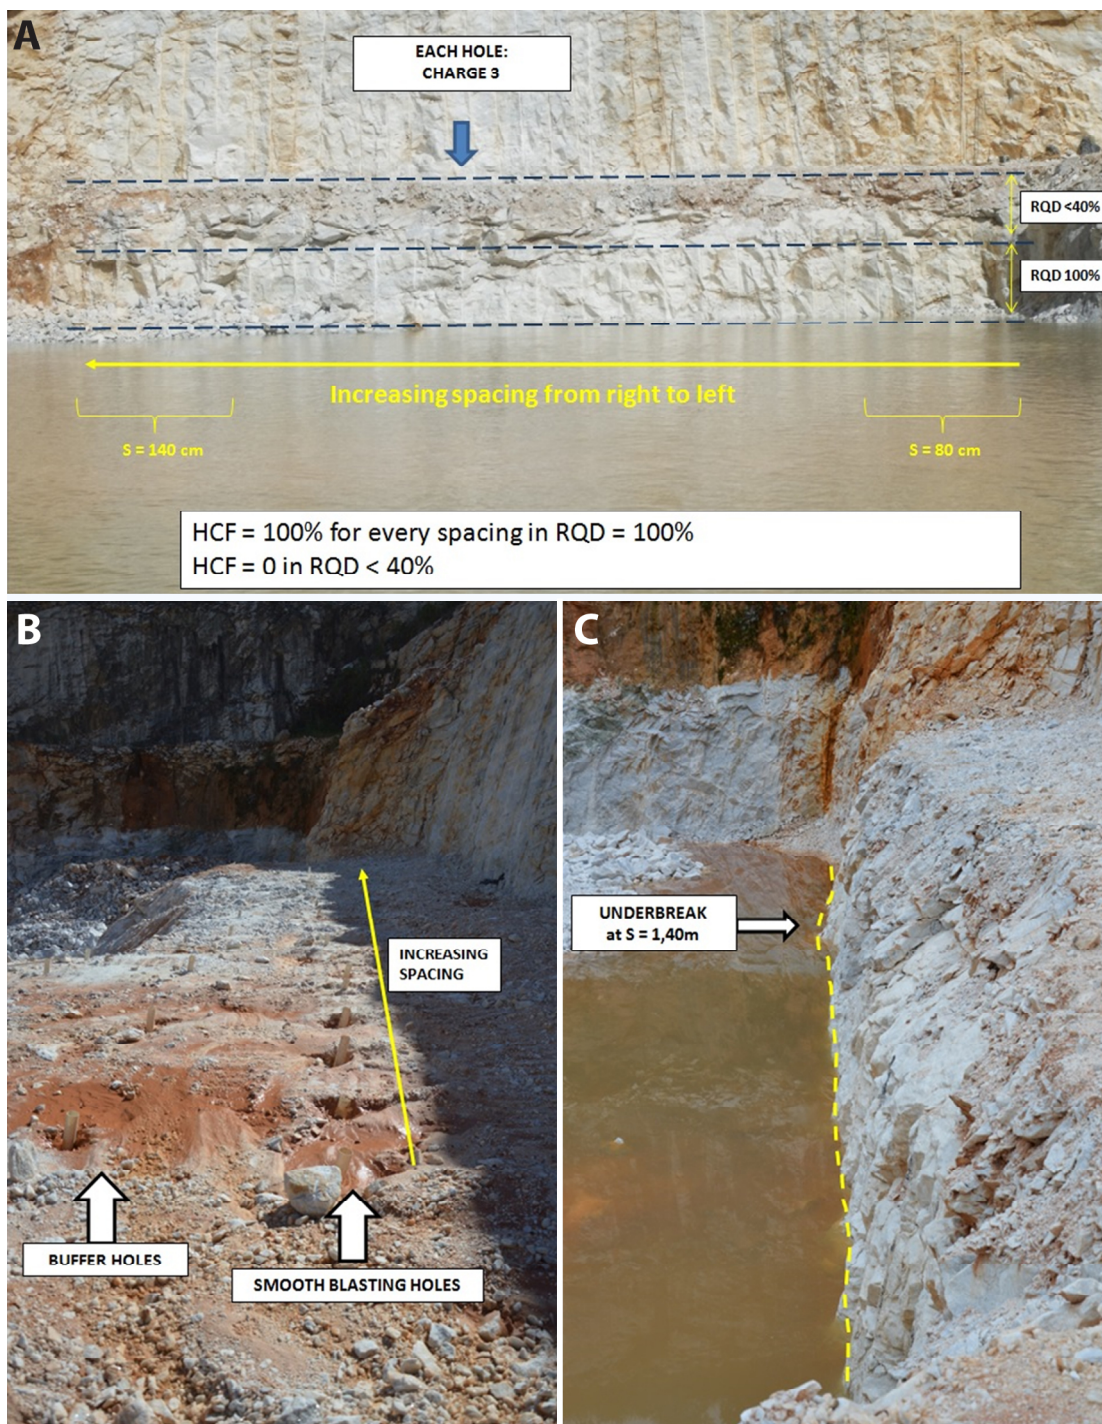 A
EACH HOLE:
CHARGE 3
RQD <40%
RQD 100%
Increasing spacing from right to left
S = 140 cm
S = 80 cm
HCF = 100% for every spacing in RQD = 100%
HCF = 0 in RQD < 40%
B
INCREASING
SPACING
BUFFER HOLES
SMOOTH BLASTING HOLES
C
UNDERBREAK
at S = 1,40m